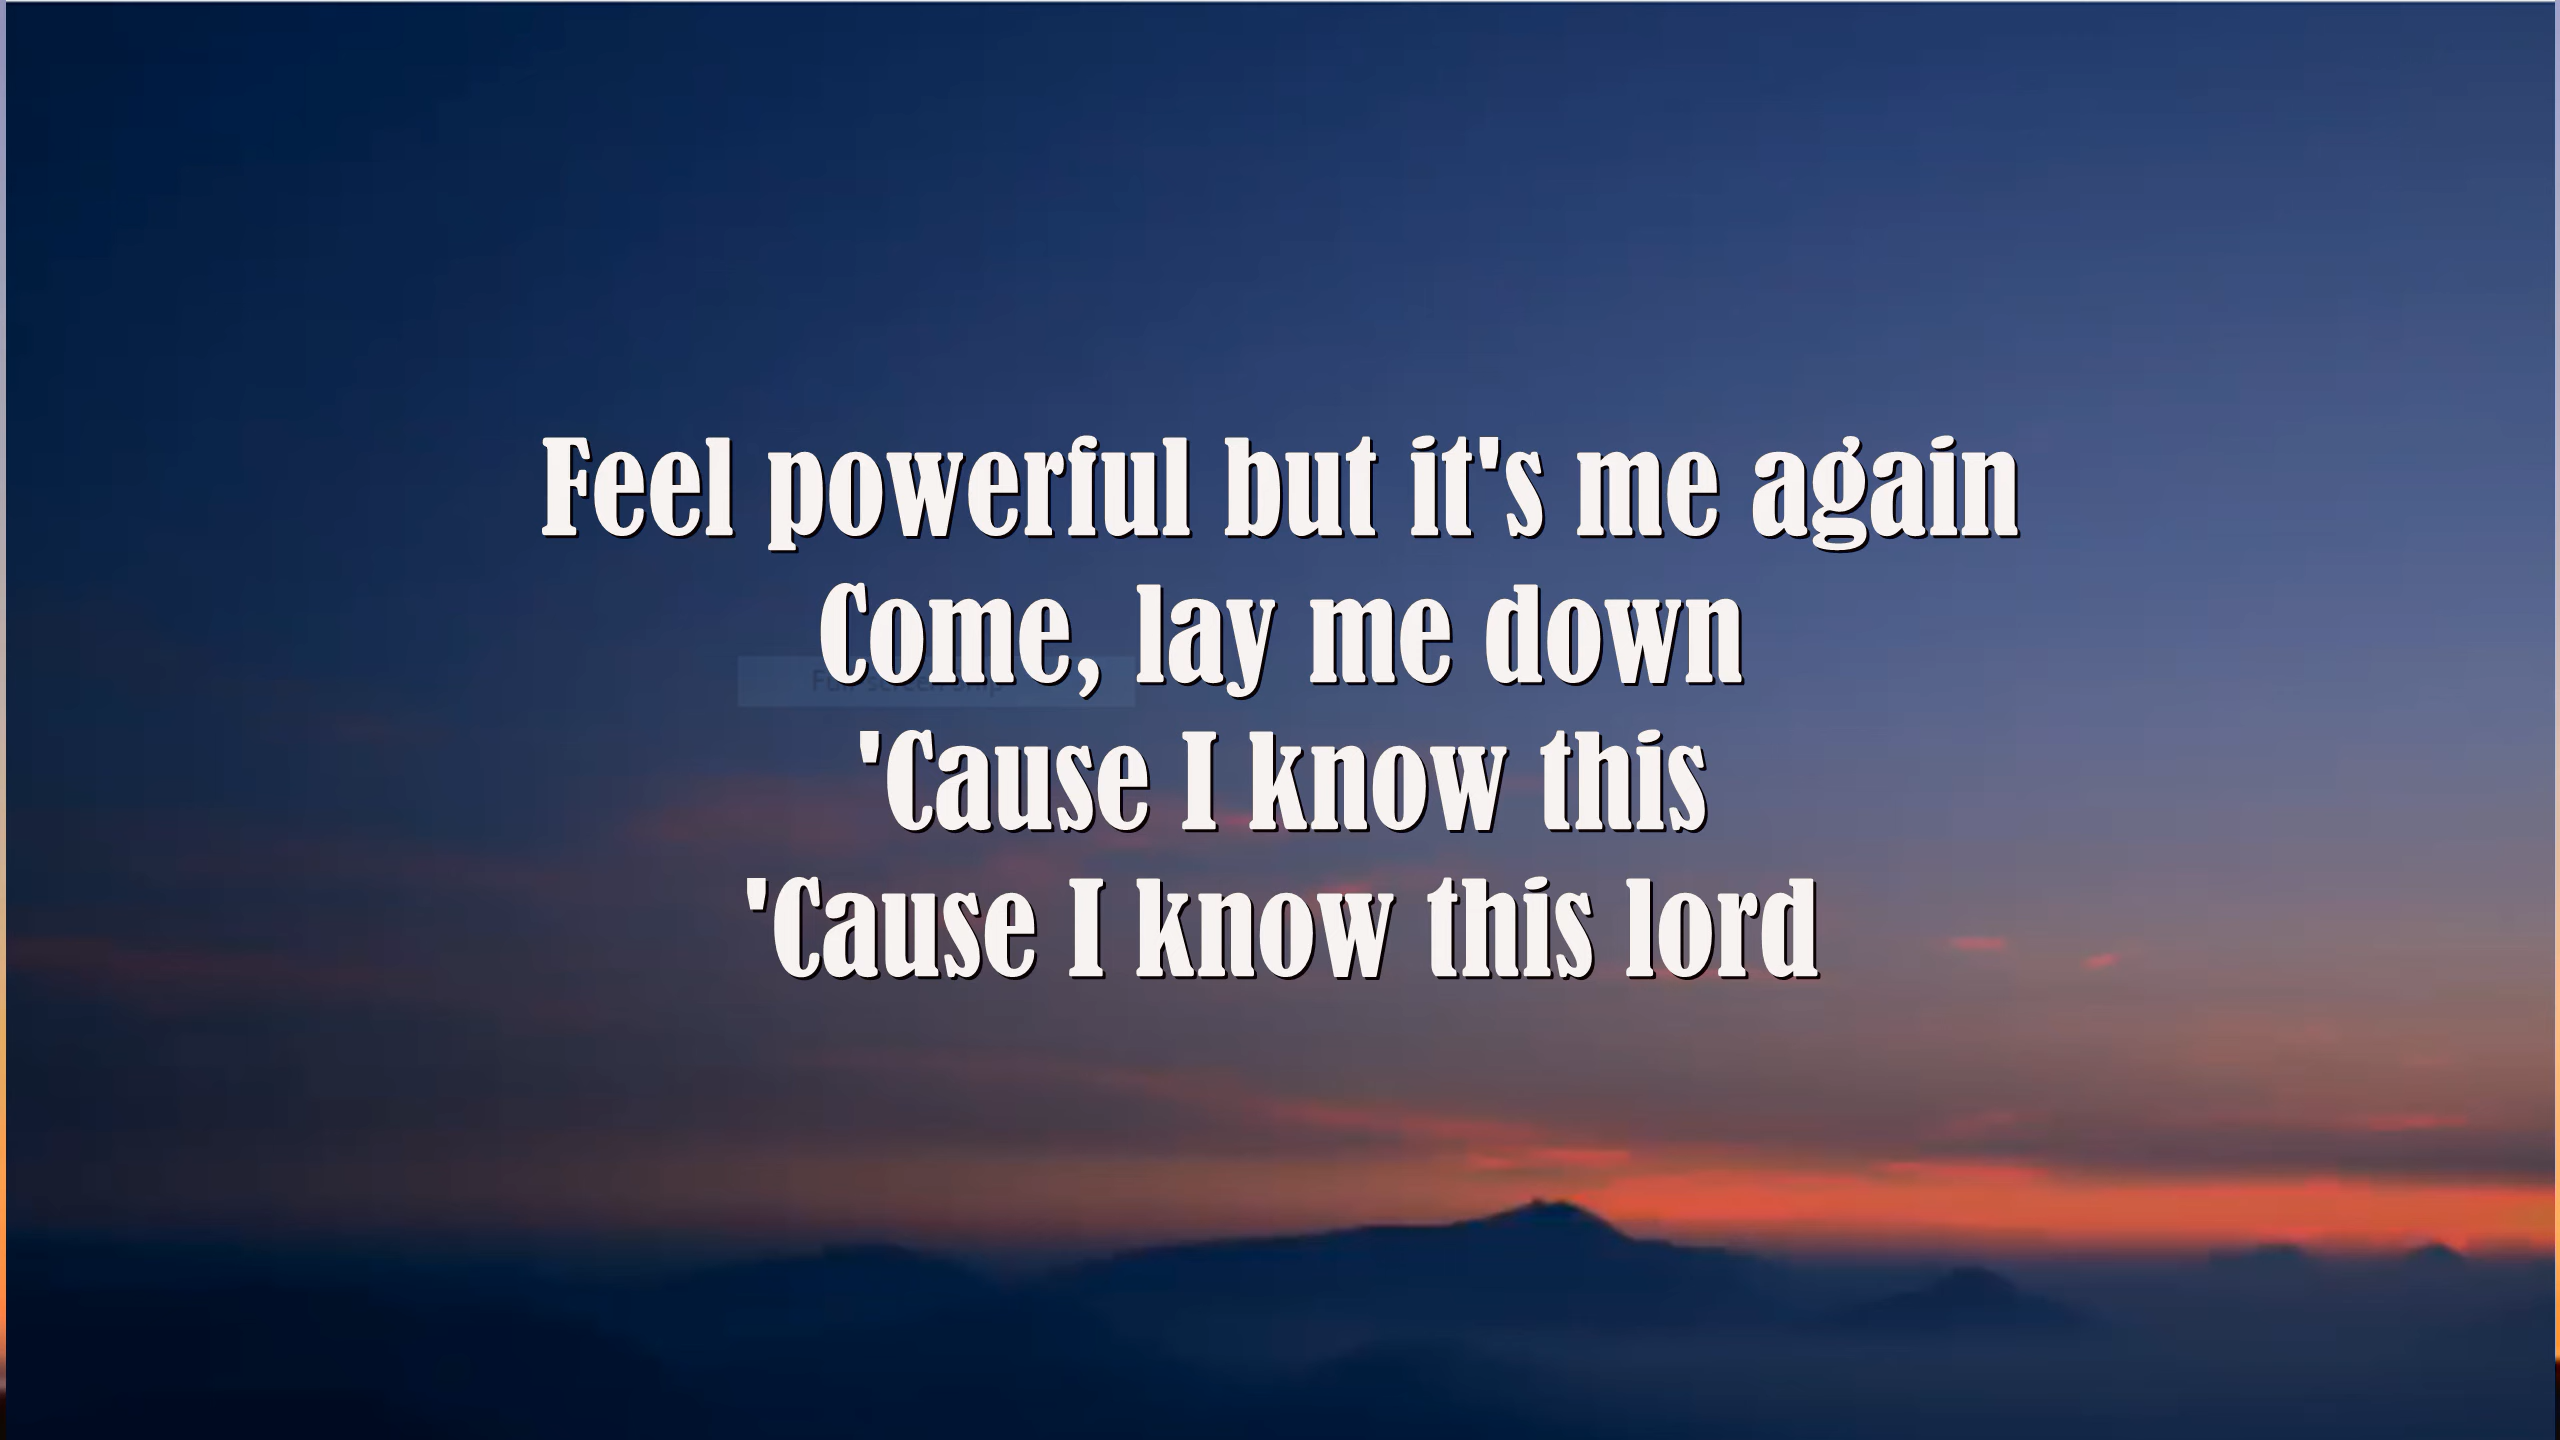 Feel powerful but it's me again
Come, lay me down
'Cause I know this
'Cause I know this lord